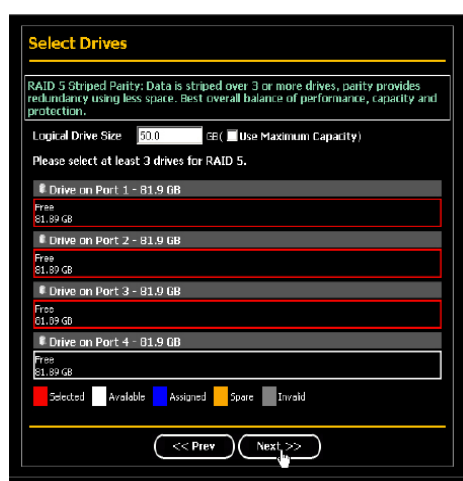 Select Drives
RAID 5 Striped Parity: Data is striped over 3 or more drives, parity provides
redundancy using less space. Best overall balance of performance, capacity and
protection.
Logical Drive Size 50.0 GB( Use Maximum Capacity)
Please select at least 3 drives for RAID 5.
Drive on Port 1 - 81.9 GB
Free
81.89 GB
Drive on Port 2 - 81.9 GB
Free
81.89 GB
Drive on Port 3 - 81.9 GB
Free
81.89 GB
Drive on Port 4 - 81.9 GB
Free
81.89 GB
Selected Available Assigned Spare Invaid
<< Prev Next >>